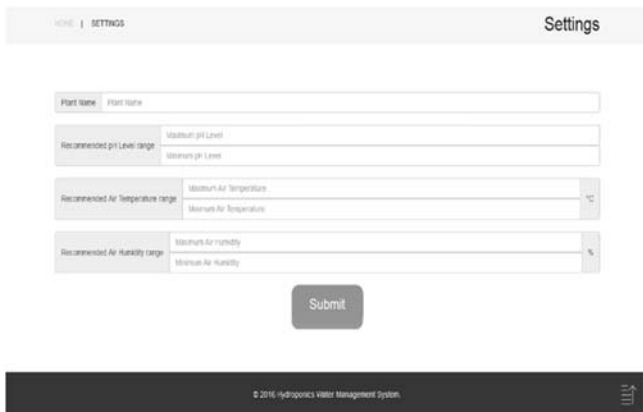 HOME | SETTINGS
Settings
Plant Name Plant Name
Recommended pH Level range
Maximum pH Level
Minimum pH Level
Recommended Air Temperature range
Maximum Air Temperature
Minimum Air Temperature
°C
Recommended Air Humidity range
Maximum Air Humidity
Minimum Air Humidity
%
Submit
© 2016 Hydroponics Water Management System.